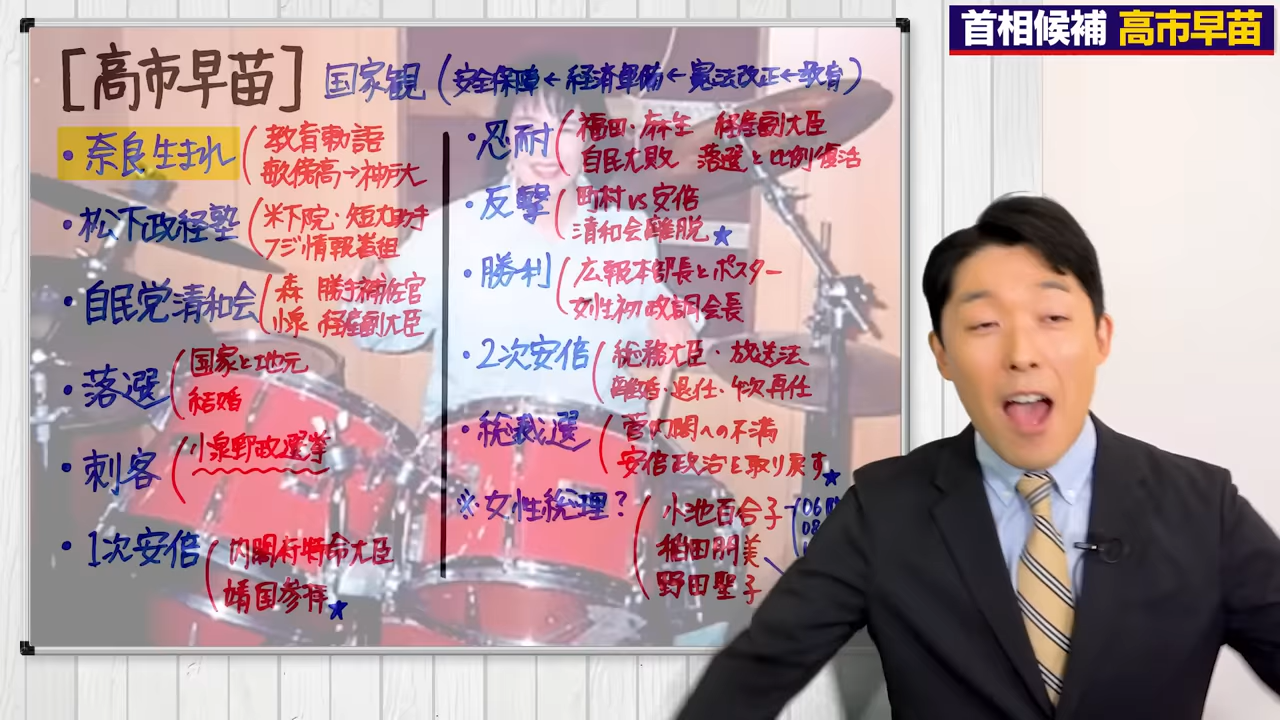 首相候補 高市早苗
[高市早苗] 国家観 (安全保障←経済軍備←憲法改正←教育)
・奈良生まれ
教育勅語
畝傍高→神戸大
・松下政経塾
米下院・短大助手
フジ情報番組
・自民党清和会
森 勝手補佐官
小泉 経産副大臣
・落選
国家と地元
結婚
・刺客
小泉郵政選挙
・1次安倍
内閣府特命大臣
靖国参拝★
・忍耐
福田・麻生 経産副大臣
自民大敗 落選と比例復活
・反撃
町村vs安倍
清和会離脱★
・勝利
広報本部長とポスター
女性初政調会長
・2次安倍
総務大臣・放送法
離婚・退任・4次再任
・総裁選
菅内閣への不満
安倍政治を取り戻す★
※女性総理?
小池百合子
稲田朋美
野田聖子
06
08